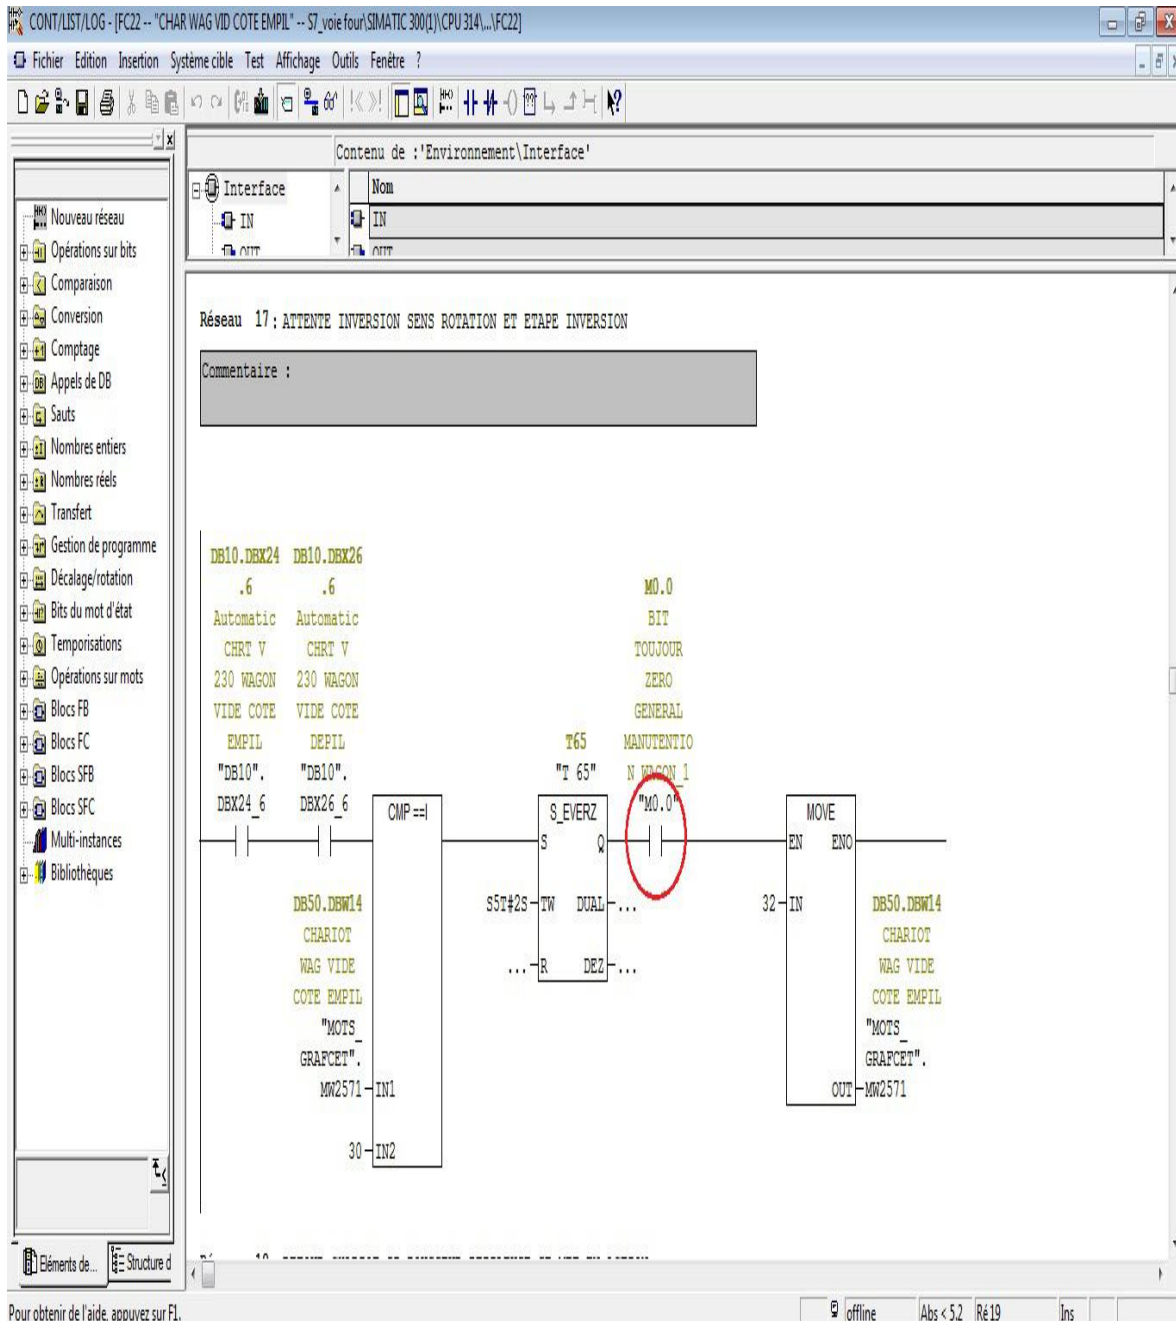 CONT/LIST/LOG - [FC22 -- "CHAR WAG VID COTE EMPIL" -- S7_voie four\SIMATIC 300(1)\CPU 314\...\FC22]
Fichier Edition Insertion Système cible Test Affichage Outils Fenêtre ?
Contenu de :'Environnement\Interface'
Interface
IN
OUT
Nom
IN
OUT
Nouveau réseau
Opérations sur bits
Comparaison
Conversion
Comptage
Appels de DB
Sauts
Nombres entiers
Nombres réels
Transfert
Gestion de programme
Décalage/rotation
Bits du mot d'état
Temporisations
Opérations sur mots
Blocs FB
Blocs FC
Blocs SFB
Blocs SFC
Multi-instances
Bibliothèques
Eléments de...
Structure d
Réseau 17: ATTENTE INVERSION SENS ROTATION ET ETAPE INVERSION
Commentaire :
DB10.DBX24
.6
Automatic
CHRT V
230 WAGON
VIDE COTE
EMPIL
"DB10".
DBX24_6
DB10.DBX26
.6
Automatic
CHRT V
230 WAGON
VIDE COTE
DEPIL
"DB10".
DBX26_6
CMP ==I
DB50.DBW14
CHARIOT
WAG VIDE
COTE EMPIL
"MOTS_
GRAFCET".
MW2571
IN1
30
IN2
T65
"T 65"
S_EVERZ
S
Q
S5T#2S
TW
DUAL
...
...
R
DEZ
...
M0.0
BIT
TOUJOUR
ZERO
GENERAL
MANUTENTIO
N WAGON_1
"M0.0"
MOVE
EN
ENO
32
IN
DB50.DBW14
CHARIOT
WAG VIDE
COTE EMPIL
"MOTS_
GRAFCET".
OUT
MW2571
Pour obtenir de l'aide, appuyez sur F1.
offline
Abs < 5.2
Ré 19
Ins